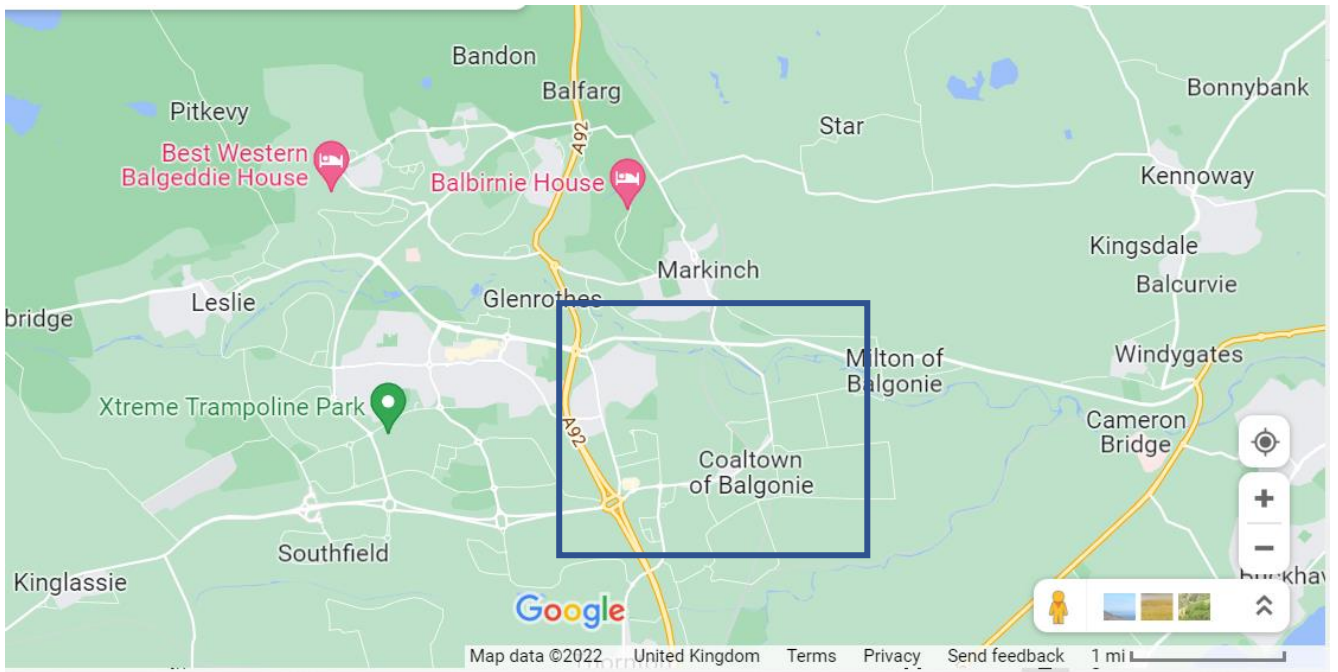 Bandon
Balfarg
Bonnybank
Pitkevy
A92
Star
Best Western
Balgeddie House
Balbirnie House
Kennoway
Kingsdale
Markinch
Balcurvie
Leslie
Glenrothes
bridge
Milton of
Balgonie
Windygates
Xtreme Trampoline Park
A92
Cameron
Bridge
Coaltown
of Balgonie
Southfield
Kinglassie
Google
Map data ©2022 United Kingdom Terms Privacy Send feedback 1 mi